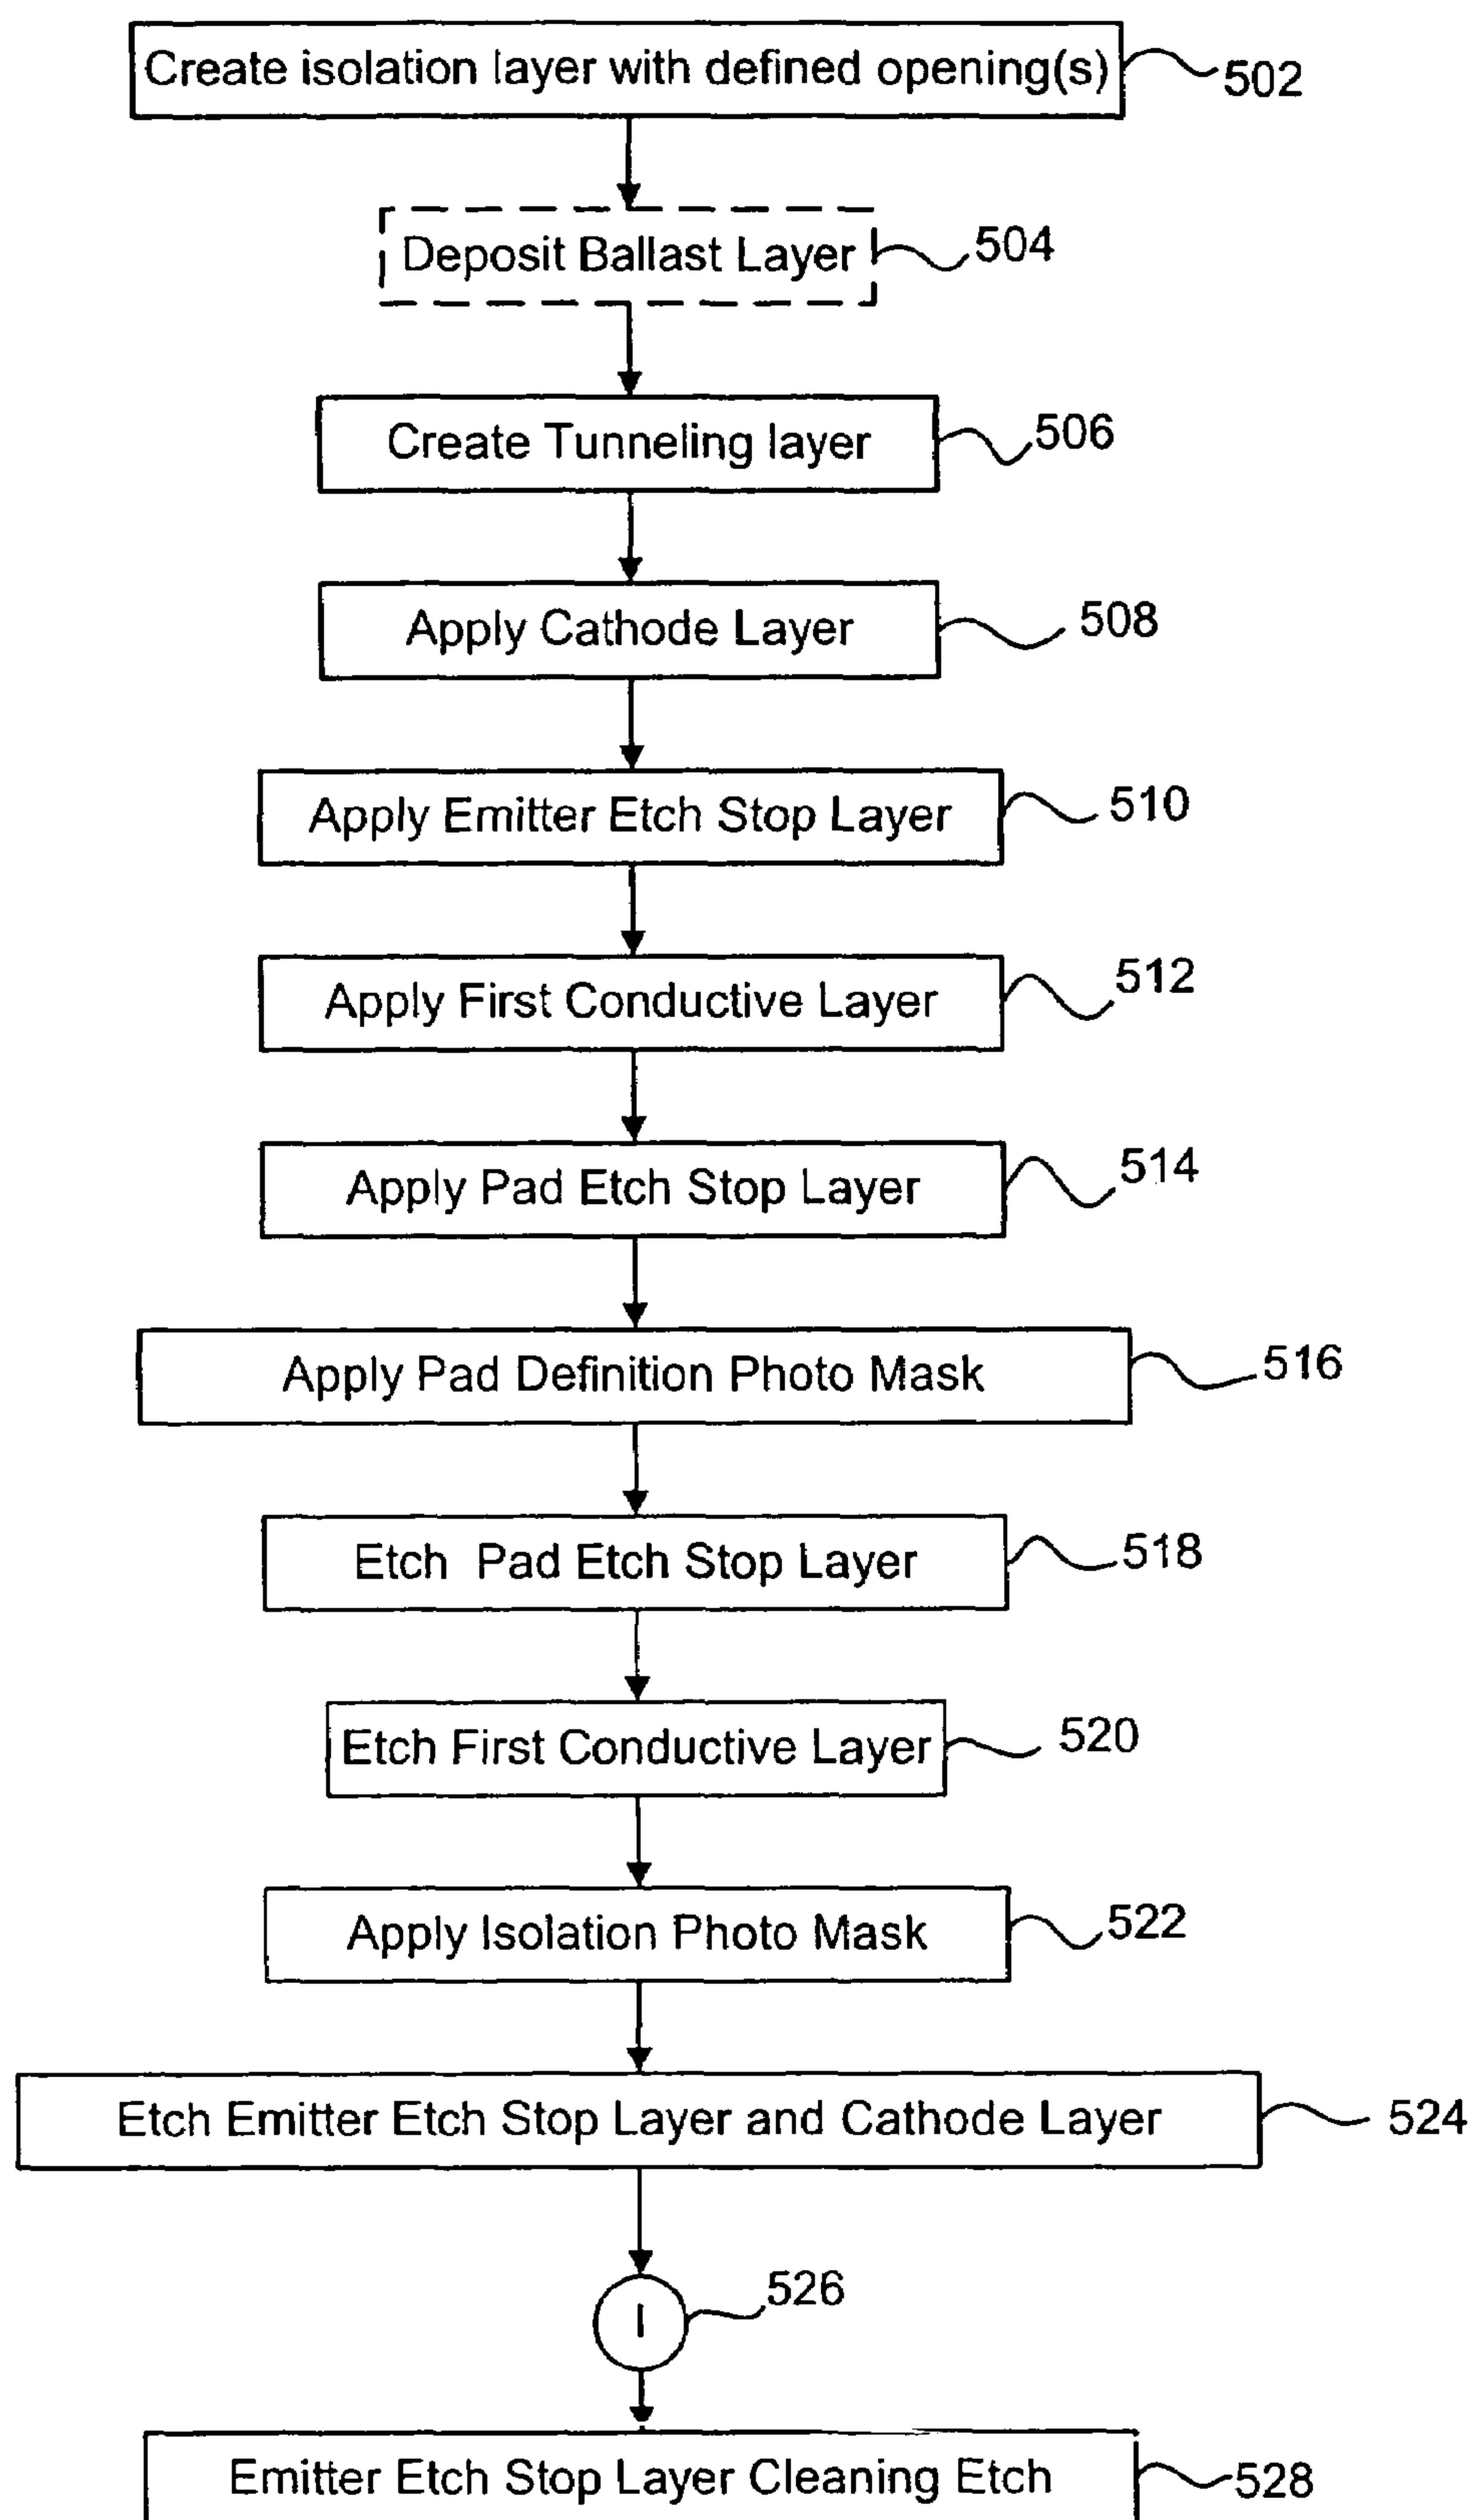 Create isolation layer with defined opening(s)
502
Deposit Ballast Layer
504
Create Tunneling layer
506
Apply Cathode Layer
508
Apply Emitter Etch Stop Layer
510
Apply First Conductive Layer
512
Apply Pad Etch Stop Layer
514
Apply Pad Definition Photo Mask
516
Etch Pad Etch Stop Layer
518
Etch First Conductive Layer
520
Apply Isolation Photo Mask
522
Etch Emitter Etch Stop Layer and Cathode Layer
524
I
526
Emitter Etch Stop Layer Cleaning Etch
528